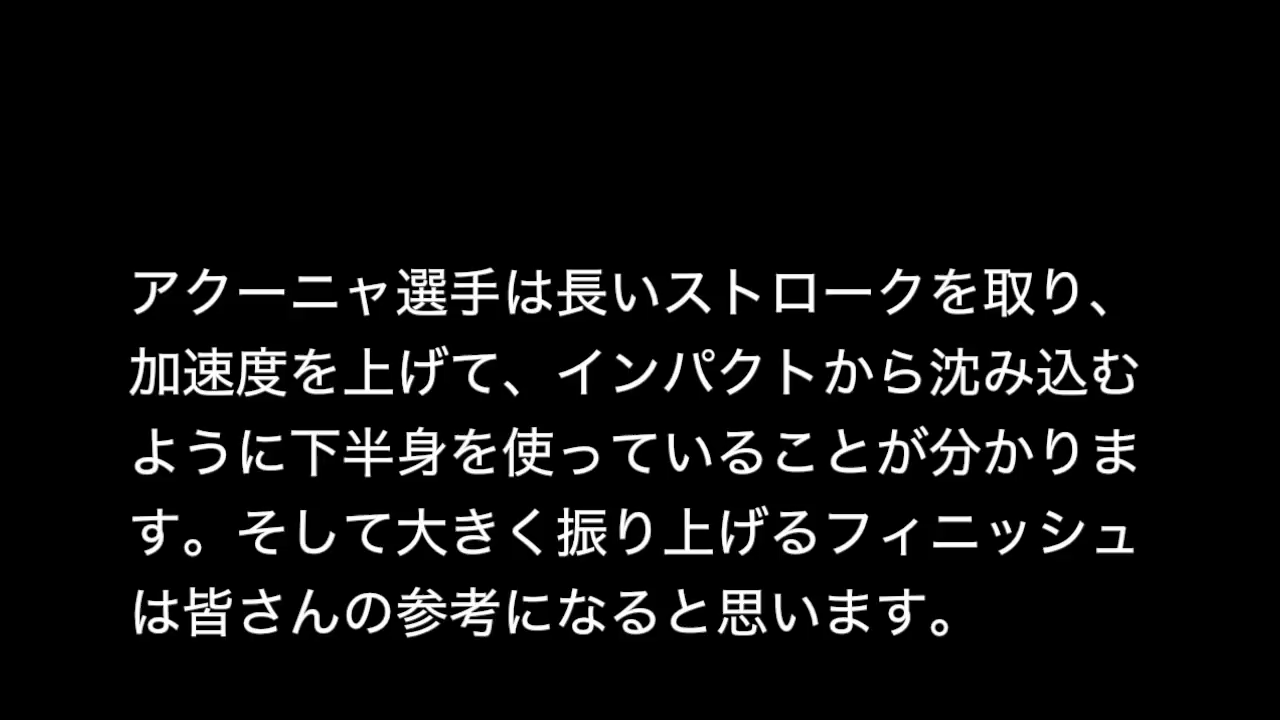 アクーニャ選手は長いストロークを取り、
加速度を上げて、インパクトから沈み込む
ように下半身を使っていることが分かりま
す。そして大きく振り上げるフィニッシュ
は皆さんの参考になると思います。